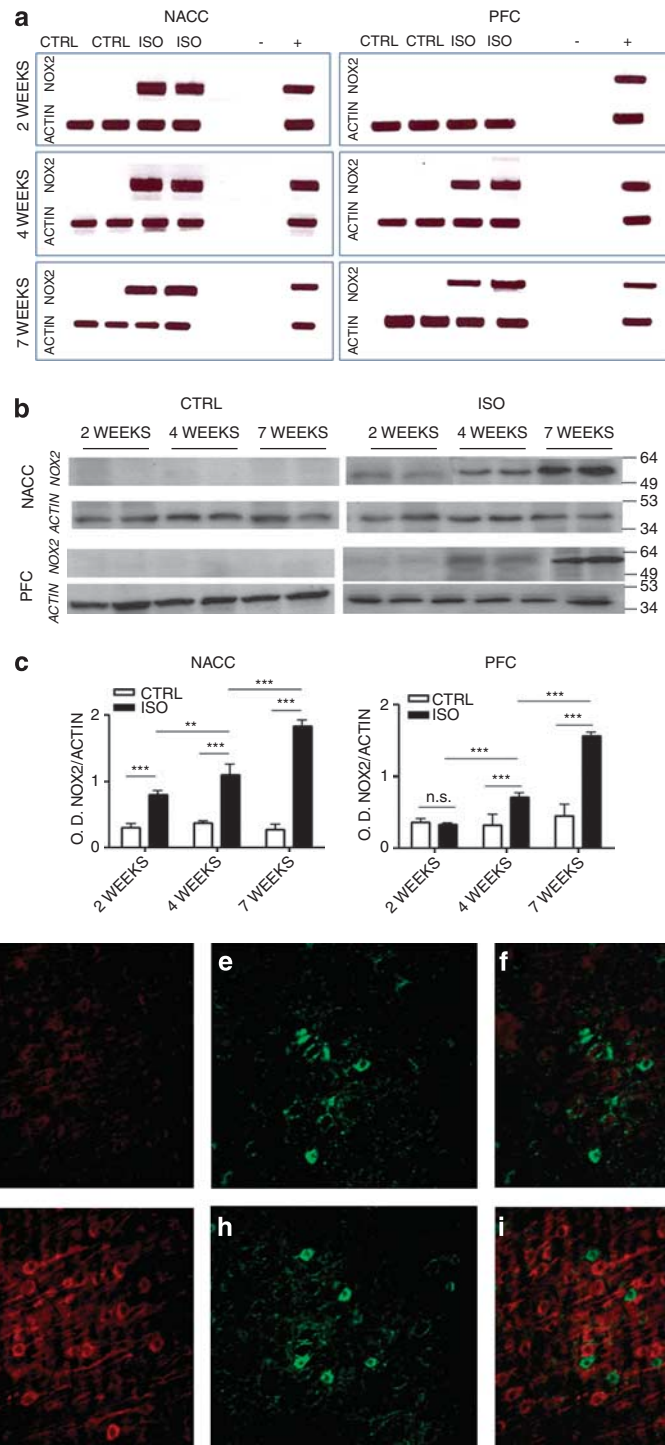 a
NACC PFC
CTRL CTRL ISO ISO - + CTRL CTRL ISO ISO - +
2 WEEKS NOX2 NOX2
ACTIN ACTIN
4 WEEKS NOX2 NOX2
ACTIN ACTIN
7 WEEKS NOX2 NOX2
ACTIN ACTIN
b
CTRL ISO
2 WEEKS 4 WEEKS 7 WEEKS 2 WEEKS 4 WEEKS 7 WEEKS
NACC NOX2 64
49
ACTIN 53
34
PFC NOX2 64
49
ACTIN 53
34
c
NACC PFC
CTRL CTRL
ISO ISO
O. D. NOX2/ACTIN
2
1
0
*** ** *** *** ***
2 WEEKS 4 WEEKS 7 WEEKS
O. D. NOX2/ACTIN
2
1
0
n.s. *** *** *** ***
2 WEEKS 4 WEEKS 7 WEEKS
e f
h i